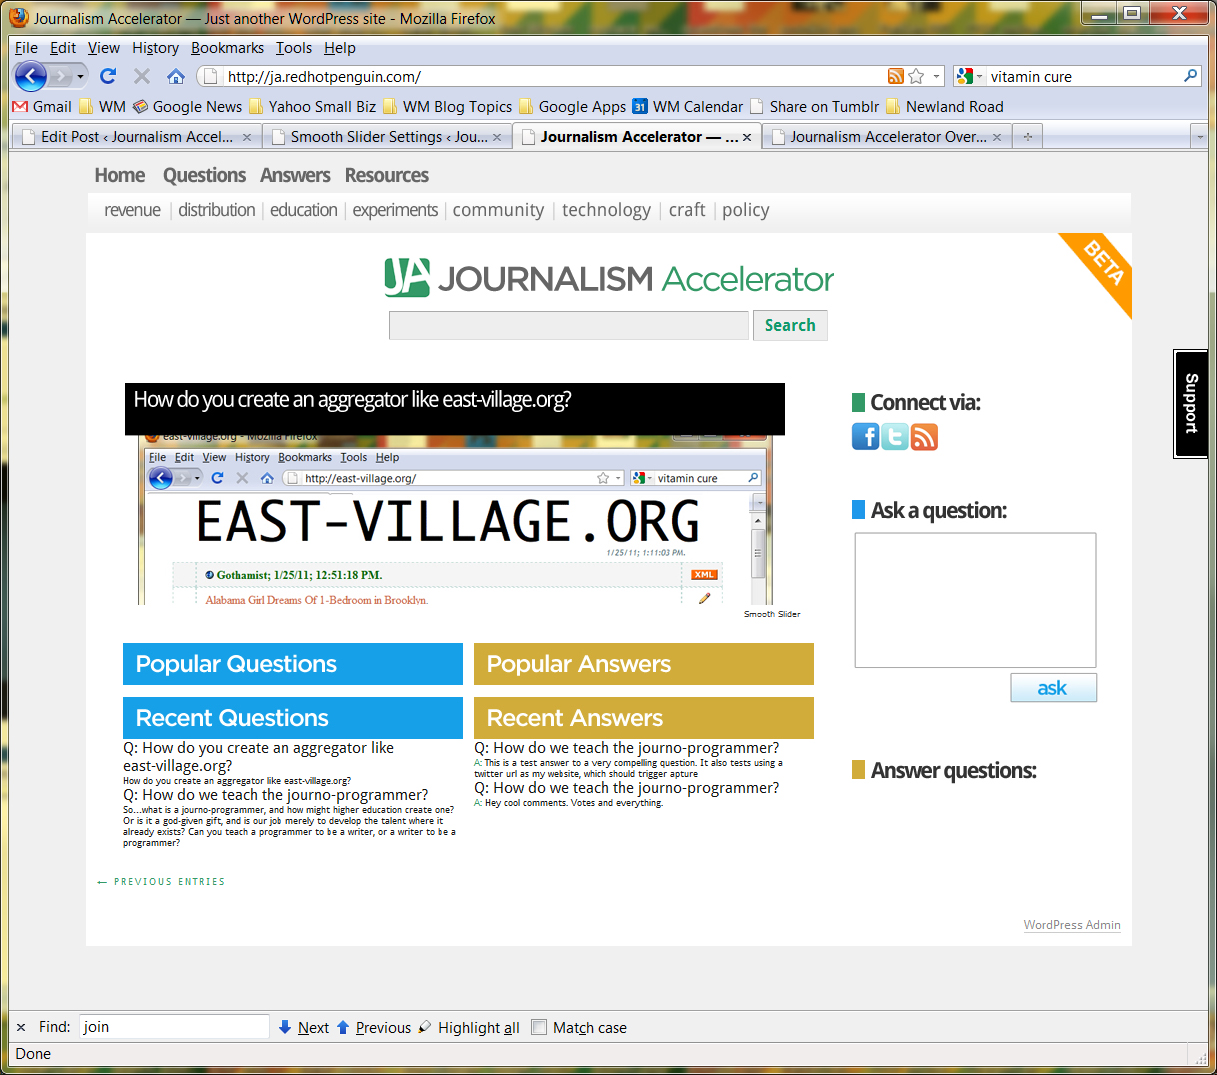 Journalism Accelerator — Just another WordPress site - Mozilla Firefox
File Edit View History Bookmarks Tools Help
http://ja.redhotpenguin.com/
vitamin cure
Gmail WM Google News Yahoo Small Biz WM Blog Topics Google Apps 31 WM Calendar Share on Tumblr Newland Road
Edit Post ‹ Journalism Accel... Smooth Slider Settings ‹ Jou... Journalism Accelerator — ... Journalism Accelerator Over...
Home Questions Answers Resources
revenue | distribution | education | experiments | community | technology | craft | policy
BETA
JA JOURNALISM Accelerator
Search
Support
How do you create an aggregator like east-village.org?
east-village.org - Mozilla Firefox
File Edit View History Bookmarks Tools Help
http://east-village.org/
vitamin cure
EAST-VILLAGE.ORG
1/25/11; 1:11:03 PM.
Gothamist; 1/25/11; 12:51:18 PM.
XML
Alabama Girl Dreams Of 1-Bedroom in Brooklyn.
Smooth Slider
Connect via:
Ask a question:
ask
Answer questions:
Popular Questions
Recent Questions
Q: How do you create an aggregator like
east-village.org?
How do you create an aggregator like east-village.org?
Q: How do we teach the journo-programmer?
So...what is a journo-programmer, and how might higher education create one?
Or is it a god-given gift, and is our job merely to develop the talent where it
already exists? Can you teach a programmer to be a writer, or a writer to be a
programmer?
Popular Answers
Recent Answers
Q: How do we teach the journo-programmer?
A: This is a test answer to a very compelling question. It also tests using a
twitter url as my website, which should trigger apture
Q: How do we teach the journo-programmer?
A: Hey cool comments. Votes and everything.
← PREVIOUS ENTRIES
WordPress Admin
Find: join Next Previous Highlight all Match case
Done